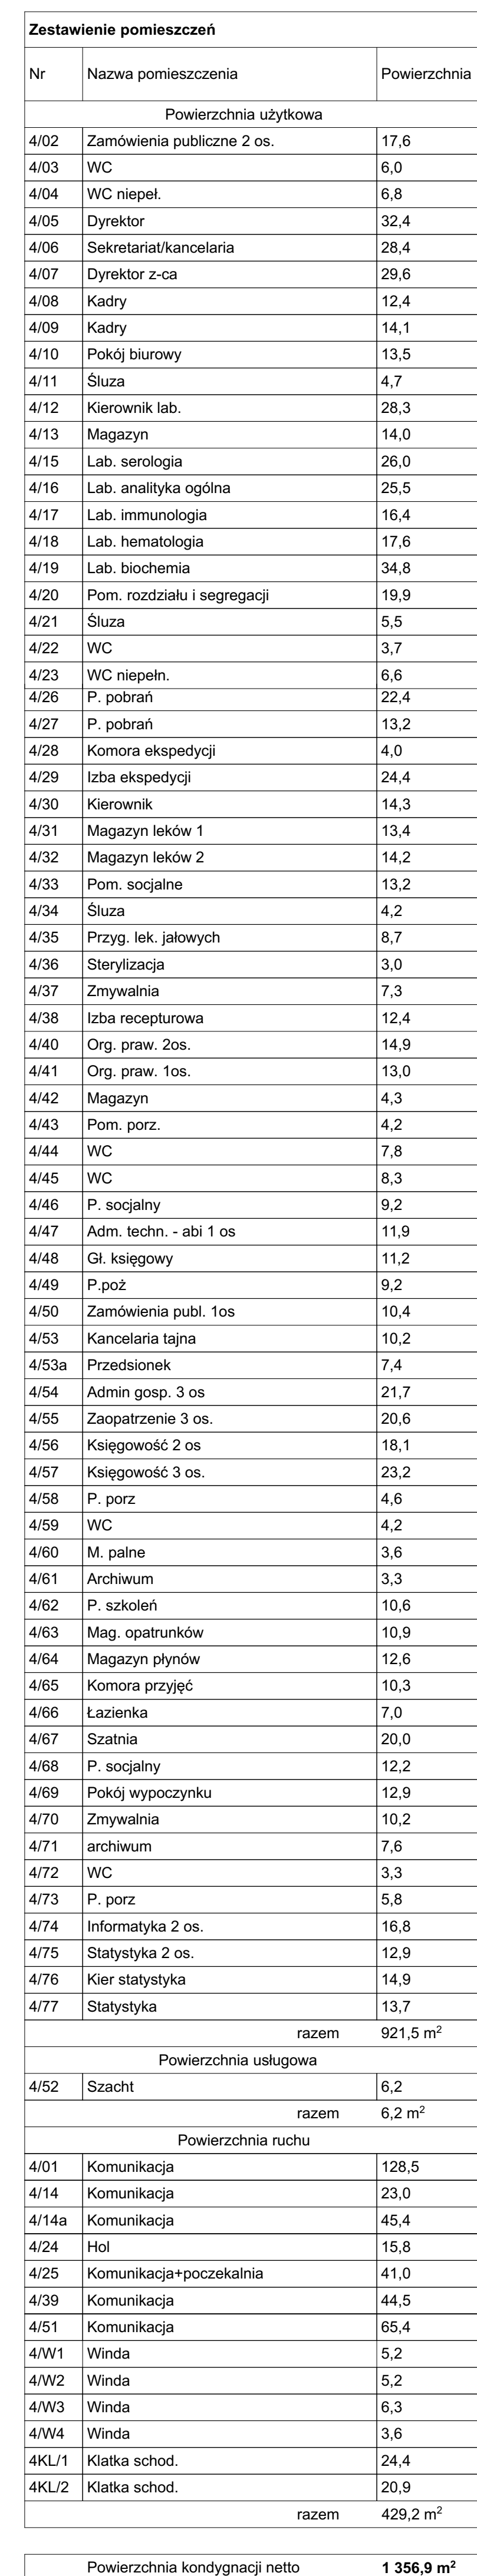 Zestawienie pomieszczeń
Nr Nazwa pomieszczenia Powierzchnia
Powierzchnia użytkowa
4/02 Zamówienia publiczne 2 os. 17,6
4/03 WC 6,0
4/04 WC niepeł. 6,8
4/05 Dyrektor 32,4
4/06 Sekretariat/kancelaria 28,4
4/07 Dyrektor z-ca 29,6
4/08 Kadry 12,4
4/09 Kadry 14,1
4/10 Pokój biurowy 13,5
4/11 Śluza 4,7
4/12 Kierownik lab. 28,3
4/13 Magazyn 14,0
4/15 Lab. serologia 26,0
4/16 Lab. analityka ogólna 25,5
4/17 Lab. immunologia 16,4
4/18 Lab. hematologia 17,6
4/19 Lab. biochemia 34,8
4/20 Pom. rozdziału i segregacji 19,9
4/21 Śluza 5,5
4/22 WC 3,7
4/23 WC niepełn. 6,6
4/26 P. pobrań 22,4
4/27 P. pobrań 13,2
4/28 Komora ekspedycji 4,0
4/29 Izba ekspedycji 24,4
4/30 Kierownik 14,3
4/31 Magazyn leków 1 13,4
4/32 Magazyn leków 2 14,2
4/33 Pom. socjalne 13,2
4/34 Śluza 4,2
4/35 Przyg. lek. jałowych 8,7
4/36 Sterylizacja 3,0
4/37 Zmywalnia 7,3
4/38 Izba recepturowa 12,4
4/40 Org. praw. 2os. 14,9
4/41 Org. praw. 1os. 13,0
4/42 Magazyn 4,3
4/43 Pom. porz. 4,2
4/44 WC 7,8
4/45 WC 8,3
4/46 P. socjalny 9,2
4/47 Adm. techn. - abi 1 os 11,9
4/48 Gł. księgowy 11,2
4/49 P.poż 9,2
4/50 Zamówienia publ. 1os 10,4
4/53 Kancelaria tajna 10,2
4/53a Przedsionek 7,4
4/54 Admin gosp. 3 os 21,7
4/55 Zaopatrzenie 3 os. 20,6
4/56 Księgowość 2 os 18,1
4/57 Księgowość 3 os. 23,2
4/58 P. porz 4,6
4/59 WC 4,2
4/60 M. palne 3,6
4/61 Archiwum 3,3
4/62 P. szkoleń 10,6
4/63 Mag. opatrunków 10,9
4/64 Magazyn płynów 12,6
4/65 Komora przyjęć 10,3
4/66 Łazienka 7,0
4/67 Szatnia 20,0
4/68 P. socjalny 12,2
4/69 Pokój wypoczynku 12,9
4/70 Zmywalnia 10,2
4/71 archiwum 7,6
4/72 WC 3,3
4/73 P. porz 5,8
4/74 Informatyka 2 os. 16,8
4/75 Statystyka 2 os. 12,9
4/76 Kier statystyka 14,9
4/77 Statystyka 13,7
razem 921,5 m²
Powierzchnia usługowa
4/52 Szacht 6,2
razem 6,2 m²
Powierzchnia ruchu
4/01 Komunikacja 128,5
4/14 Komunikacja 23,0
4/14a Komunikacja 45,4
4/24 Hol 15,8
4/25 Komunikacja+poczekalnia 41,0
4/39 Komunikacja 44,5
4/51 Komunikacja 65,4
4/W1 Winda 5,2
4/W2 Winda 5,2
4/W3 Winda 6,3
4/W4 Winda 3,6
4KL/1 Klatka schod. 24,4
4KL/2 Klatka schod. 20,9
razem 429,2 m²
Powierzchnia kondygnacji netto 1 356,9 m²